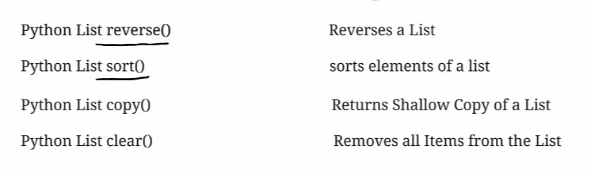 Python List reverse() Reverses a List
Python List sort() sorts elements of a list
Python List copy() Returns Shallow Copy of a List
Python List clear() Removes all Items from the List